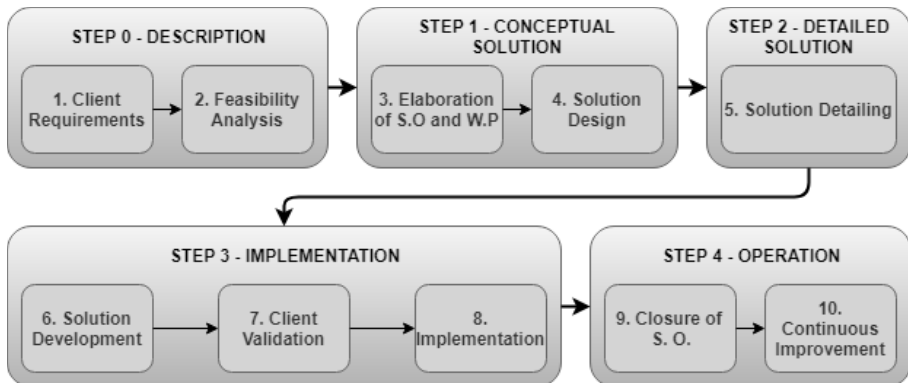 STEP 0 - DESCRIPTION
1. Client
Requirements
2. Feasibility
Analysis
STEP 1 - CONCEPTUAL
SOLUTION
3. Elaboration
of S.O and W.P
4. Solution
Design
STEP 2 - DETAILED
SOLUTION
5. Solution Detailing
STEP 3 - IMPLEMENTATION
6. Solution
Development
7. Client
Validation
8.
Implementation
STEP 4 - OPERATION
9. Closure of
S. O.
10.
Continuous
Improvement